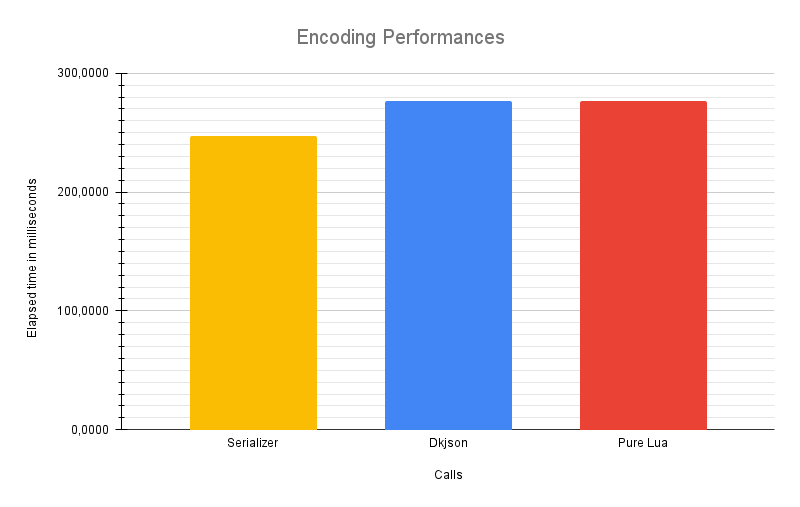 Encoding Performances
300,0000
200,0000
100,0000
0,0000
Elapsed time in milliseconds
Serializer
Dkjson
Pure Lua
Calls